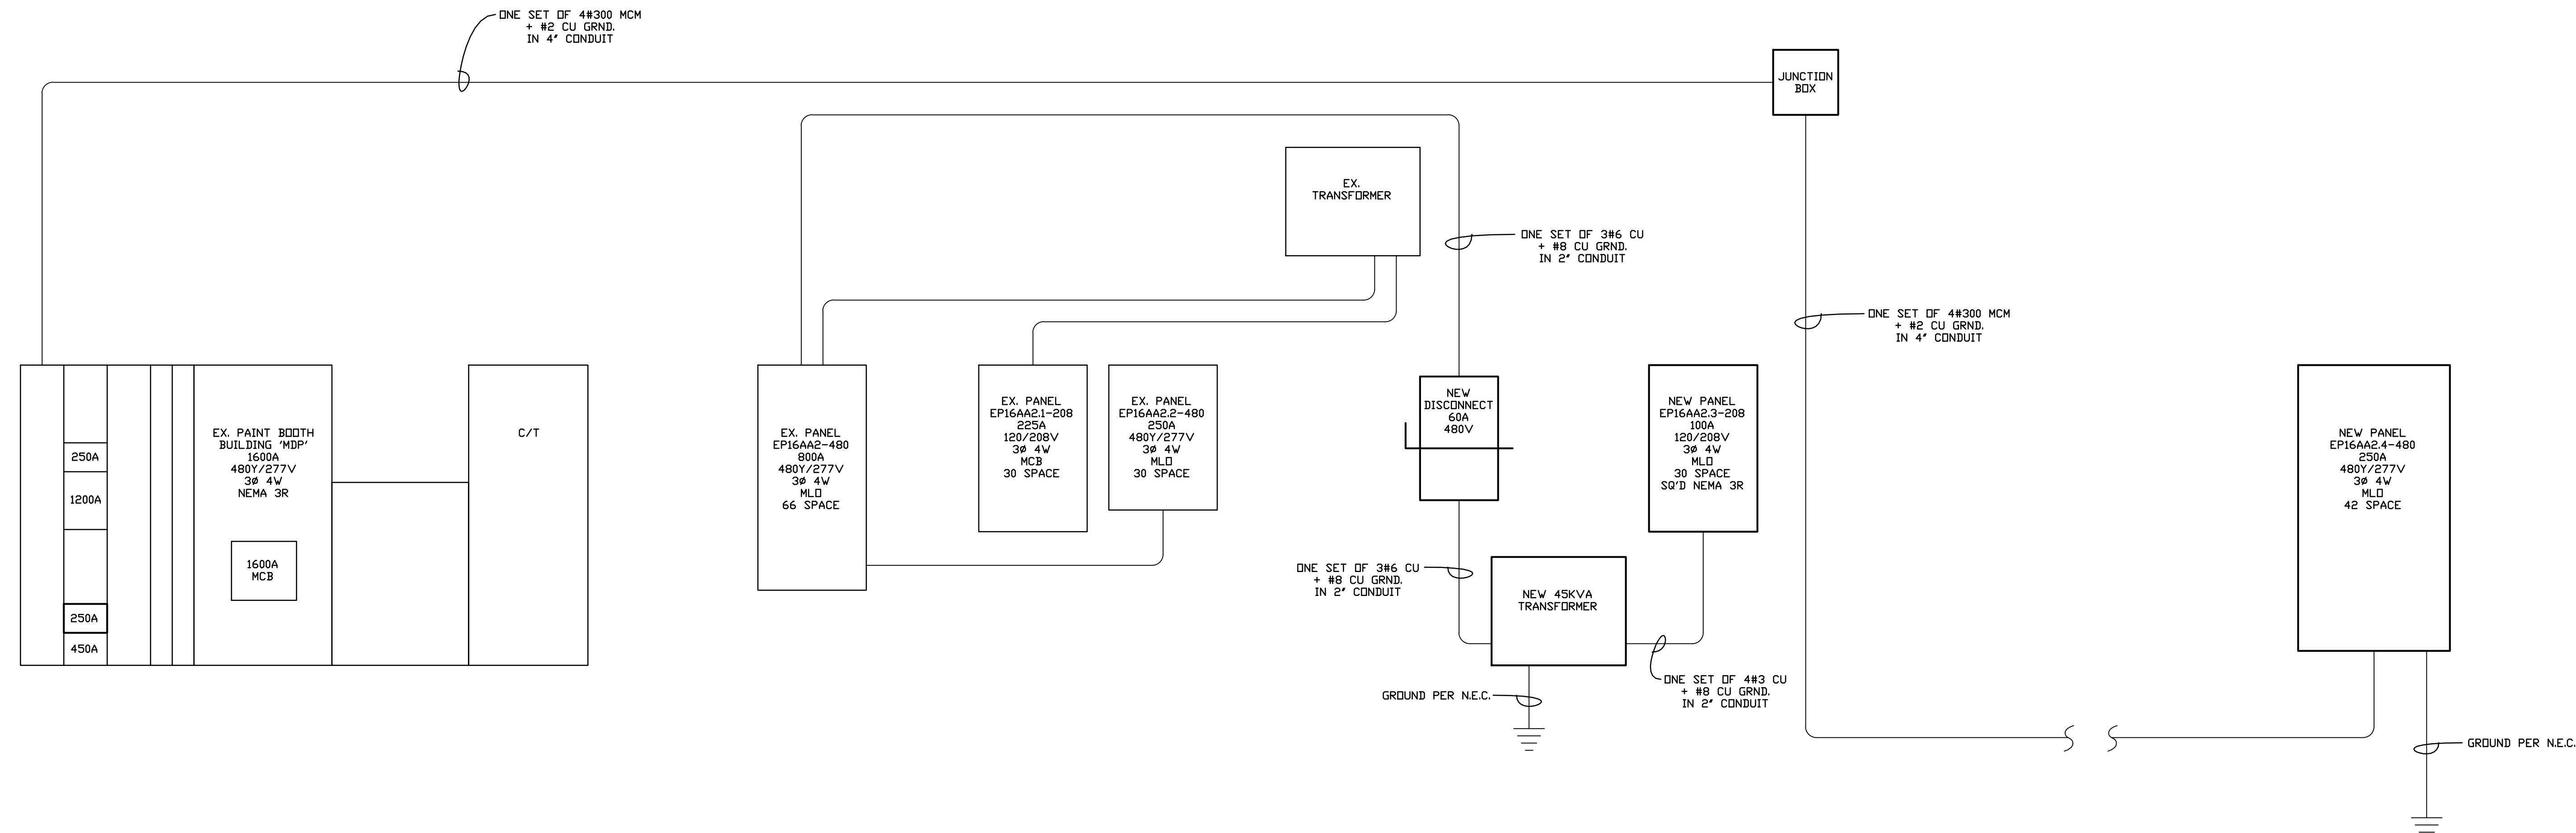 ONE SET OF 4#300 MCM
+ #2 CU GRND.
IN 4" CONDUIT
JUNCTION
BOX
EX.
TRANSFORMER
ONE SET OF 3#6 CU
+ #8 CU GRND.
IN 2" CONDUIT
ONE SET OF 4#300 MCM
+ #2 CU GRND.
IN 4" CONDUIT
250A
1200A
250A
450A
EX. PAINT BOOTH
BUILDING 'MDP'
1600A
480Y/277V
3Ø 4W
NEMA 3R
1600A
MCB
C/T
EX. PANEL
EP16AA2-480
800A
480Y/277V
3Ø 4W
MLO
66 SPACE
EX. PANEL
EP16AA2.1-208
225A
120/208V
3Ø 4W
MCB
30 SPACE
EX. PANEL
EP16AA2.2-480
250A
480Y/277V
3Ø 4W
MLO
30 SPACE
NEW
DISCONNECT
60A
480V
NEW PANEL
EP16AA2.3-208
100A
120/208V
3Ø 4W
MLO
30 SPACE
SQ'D NEMA 3R
NEW PANEL
EP16AA2.4-480
250A
480Y/277V
3Ø 4W
MLO
42 SPACE
ONE SET OF 3#6 CU
+ #8 CU GRND.
IN 2" CONDUIT
NEW 45KVA
TRANSFORMER
ONE SET OF 4#3 CU
+ #8 CU GRND.
IN 2" CONDUIT
GROUND PER N.E.C.
GROUND PER N.E.C.